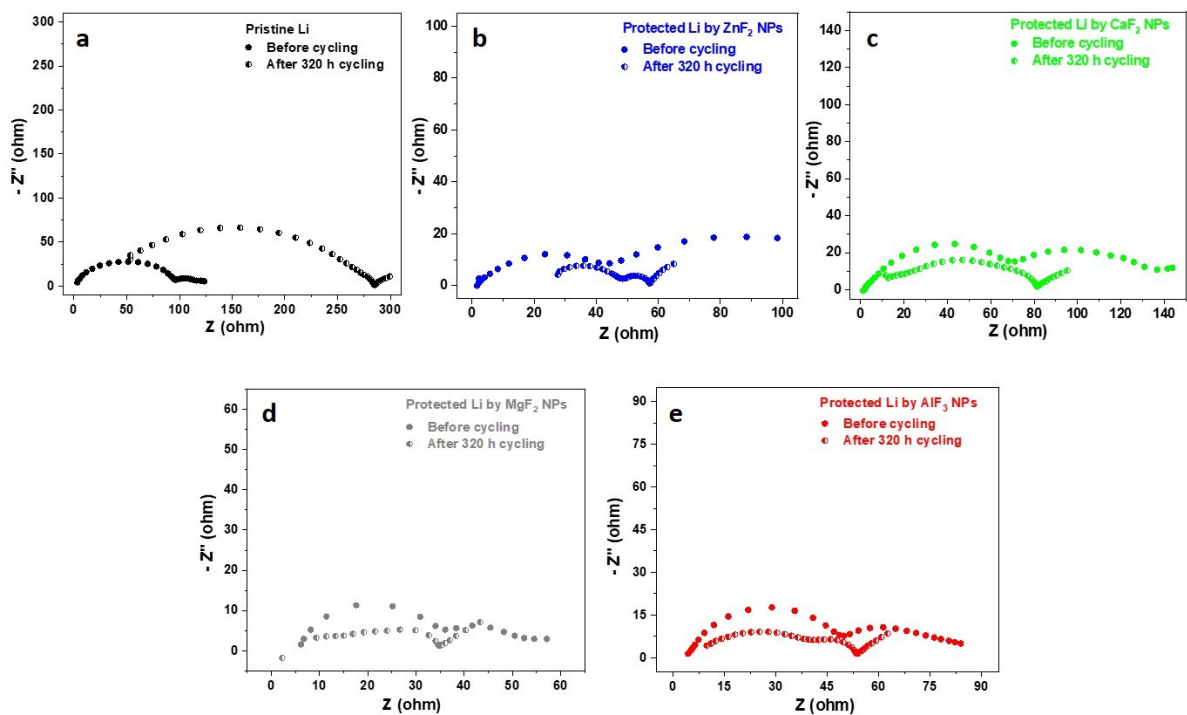 a
Pristine Li
Before cycling
After 320 h cycling
300
250
200
150
100
50
0
- Z'' (ohm)
0 50 100 150 200 250 300
Z (ohm)
b
Protected Li by ZnF₂ NPs
Before cycling
After 320 h cycling
100
80
60
40
20
0
- Z'' (ohm)
0 20 40 60 80 100
Z (ohm)
c
Protected Li by CaF₂ NPs
Before cycling
After 320 h cycling
140
120
100
80
60
40
20
0
- Z'' (ohm)
0 20 40 60 80 100 120 140
Z (ohm)
d
Protected Li by MgF₂ NPs
Before cycling
After 320 h cycling
60
55
50
45
40
35
30
25
20
15
10
5
0
- Z'' (ohm)
0 10 20 30 40 50 60
Z (ohm)
e
Protected Li by AlF₃ NPs
Before cycling
After 320 h cycling
90
75
60
45
30
15
0
- Z'' (ohm)
0 15 30 45 60 75 90
Z (ohm)